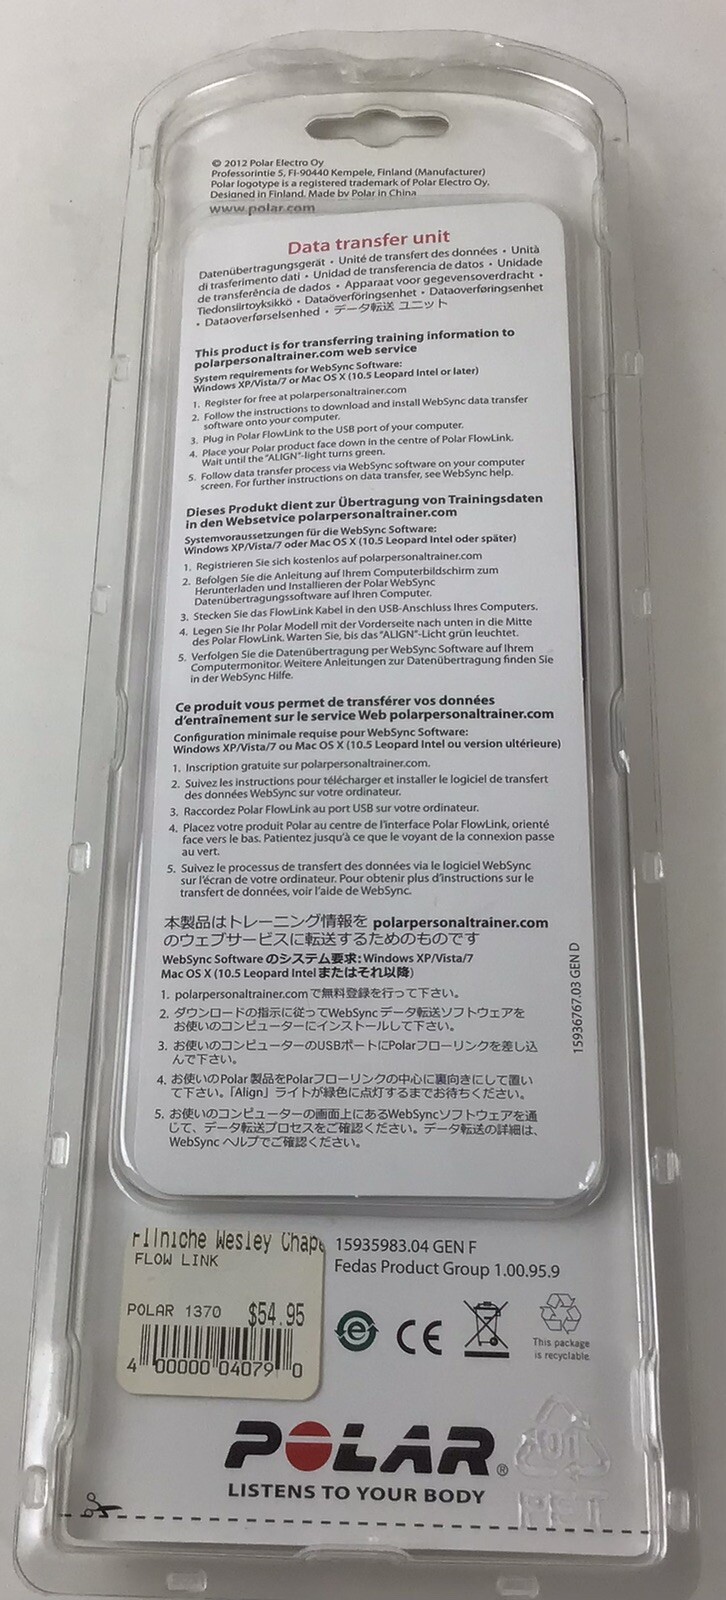 © 2012 Polar Electro Oy
Professorintie 5, FI-90440 Kempele, Finland (Manufacturer)
Polar logotype is a registered trademark of Polar Electro Oy.
Designed in Finland. Made by Polar in China
www.polar.com
Data transfer unit
Datenübertragungsgerät · Unité de transfert des données · Unità
di trasferimento dati · Unidad de transferencia de datos · Unidade
de transferência de dados · Apparaat voor gegevensoverdracht ·
Tiedonsiirtoyksikkö · Dataöverföringsenhet · Dataoverføringsenhet
· Dataoverførselsenhed · データ転送 ユニット
This product is for transferring training information to
polarpersonaltrainer.com web service
System requirements for WebSync Software:
Windows XP/Vista/7 or Mac OS X (10.5 Leopard Intel or later)
1. Register for free at polarpersonaltrainer.com
2. Follow the instructions to download and install WebSync data transfer
software onto your computer.
3. Plug in Polar FlowLink to the USB port of your computer.
4. Place your Polar product face down in the centre of Polar FlowLink.
Wait until the "ALIGN"-light turns green.
5. Follow data transfer process via WebSync software on your computer
screen. For further instructions on data transfer, see WebSync help.
Dieses Produkt dient zur Übertragung von Trainingsdaten
in den Websetvice polarpersonaltrainer.com
Systemvoraussetzungen für die WebSync Software:
Windows XP/Vista/7 oder Mac OS X (10.5 Leopard Intel oder später)
1. Registrieren Sie sich kostenlos auf polarpersonaltrainer.com
2. Befolgen Sie die Anleitung auf Ihrem Computerbildschirm zum
Herunterladen und Installieren der Polar WebSync
Datenübertragungssoftware auf Ihren Computer.
3. Stecken Sie das FlowLink Kabel in den USB-Anschluss Ihres Computers.
4. Legen Sie Ihr Polar Modell mit der Vorderseite nach unten in die Mitte
des Polar FlowLink. Warten Sie, bis das "ALIGN"-Licht grün leuchtet.
5. Verfolgen Sie die Datenübertragung per WebSync Software auf Ihrem
Computermonitor. Weitere Anleitungen zur Datenübertragung finden Sie
in der WebSync Hilfe.
Ce produit vous permet de transférer vos données
d'entraînement sur le service Web polarpersonaltrainer.com
Configuration minimale requise pour WebSync Software:
Windows XP/Vista/7 ou Mac OS X (10.5 Leopard Intel ou version ultérieure)
1. Inscription gratuite sur polarpersonaltrainer.com.
2. Suivez les instructions pour télécharger et installer le logiciel de transfert
des données WebSync sur votre ordinateur.
3. Raccordez Polar FlowLink au port USB sur votre ordinateur.
4. Placez votre produit Polar au centre de l'interface Polar FlowLink, orienté
face vers le bas. Patientez jusqu'à ce que le voyant de la connexion passe
au vert.
5. Suivez le processus de transfert des données via le logiciel WebSync
sur l'écran de votre ordinateur. Pour obtenir plus d'instructions sur le
transfert de données, voir l'aide de WebSync.
本製品はトレーニング情報を polarpersonaltrainer.com
のウェブサービスに転送するためのものです
WebSync Software のシステム要求: Windows XP/Vista/7
Mac OS X (10.5 Leopard Intel またはそれ以降)
1. polarpersonaltrainer.comで無料登録を行って下さい。
2. ダウンロードの指示に従ってWebSync データ転送ソフトウェアを
お使いのコンピューターにインストールして下さい。
3. お使いのコンピューターのUSBポートにPolarフローリンクを差し込
んで下さい。
4. お使いのPolar 製品をPolarフローリンクの中心に裏向きにして置い
て下さい。「Align」ライトが緑色に点灯するまでお待ちください。
5. お使いのコンピューターの画面上にあるWebSyncソフトウェアを通
じて、データ転送プロセスをご確認ください。データ転送の詳細は、
WebSync ヘルプでご確認ください。
15936767.03 GEN D
Wesley
FLOW LINK
POLAR 1370 $54.95
4 00000 04079 0
15935983.04 GEN F
Fedas Product Group 1.00.95.9
CE
This package
is recyclable.
POLAR®
LISTENS TO YOUR BODY